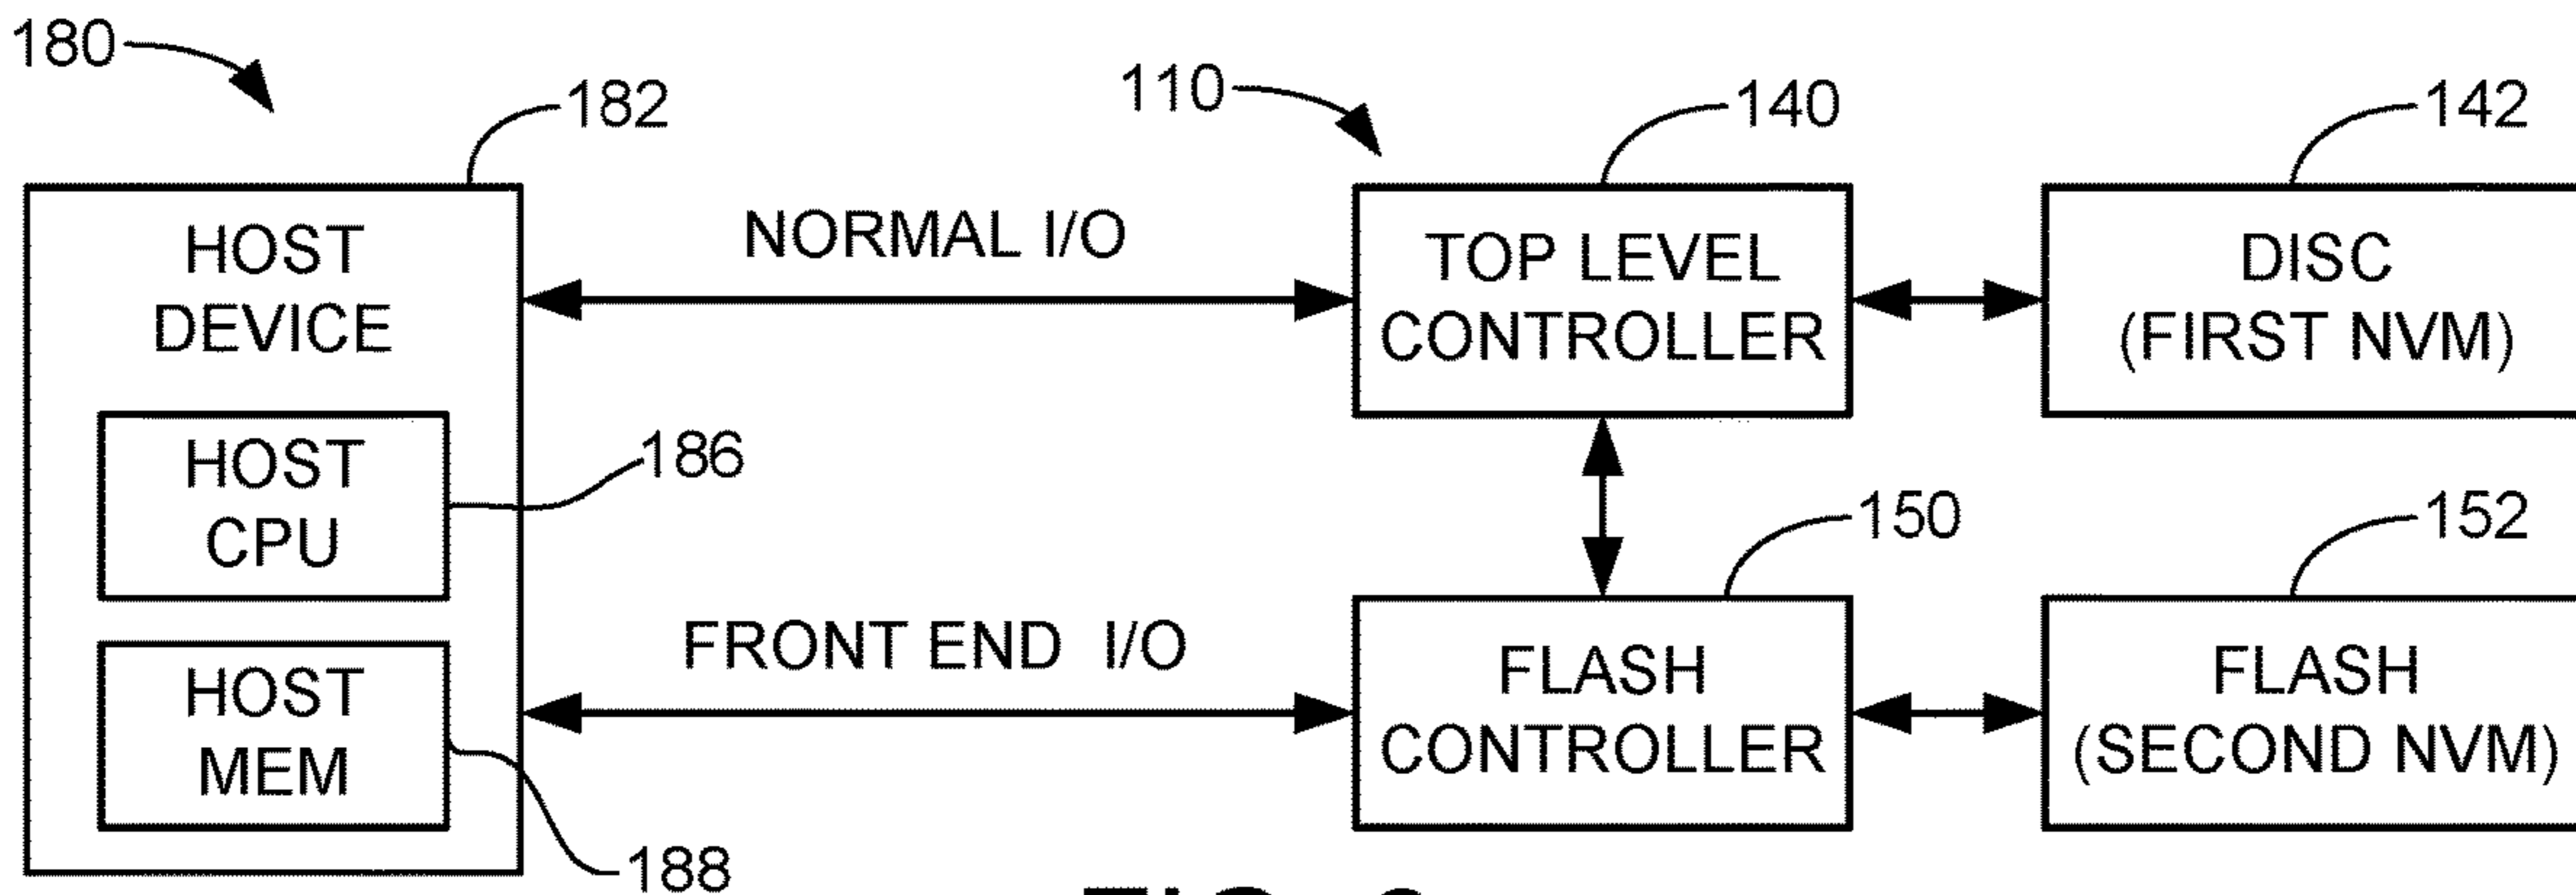 180
182
110
140
142
HOST
DEVICE
NORMAL I/O
TOP LEVEL
CONTROLLER
DISC
(FIRST NVM)
HOST
CPU
186
150
152
HOST
MEM
188
FRONT END I/O
FLASH
CONTROLLER
FLASH
(SECOND NVM)